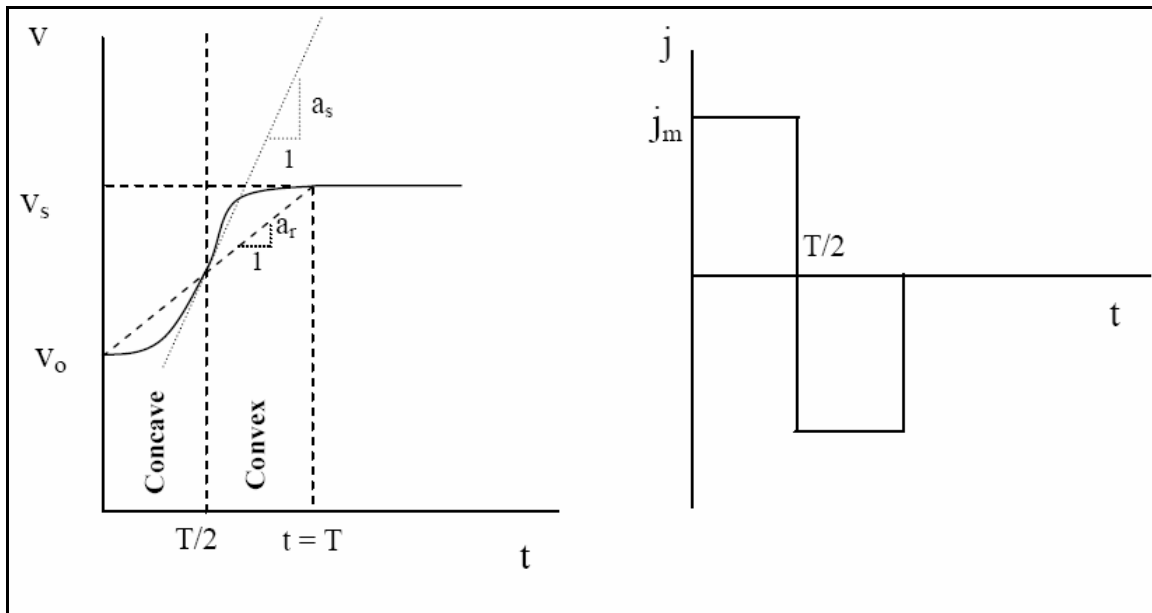 v
a_s
1
v_s
a_r
1
v_o
Concave
Convex
T/2
t = T
t
j
j_m
T/2
t